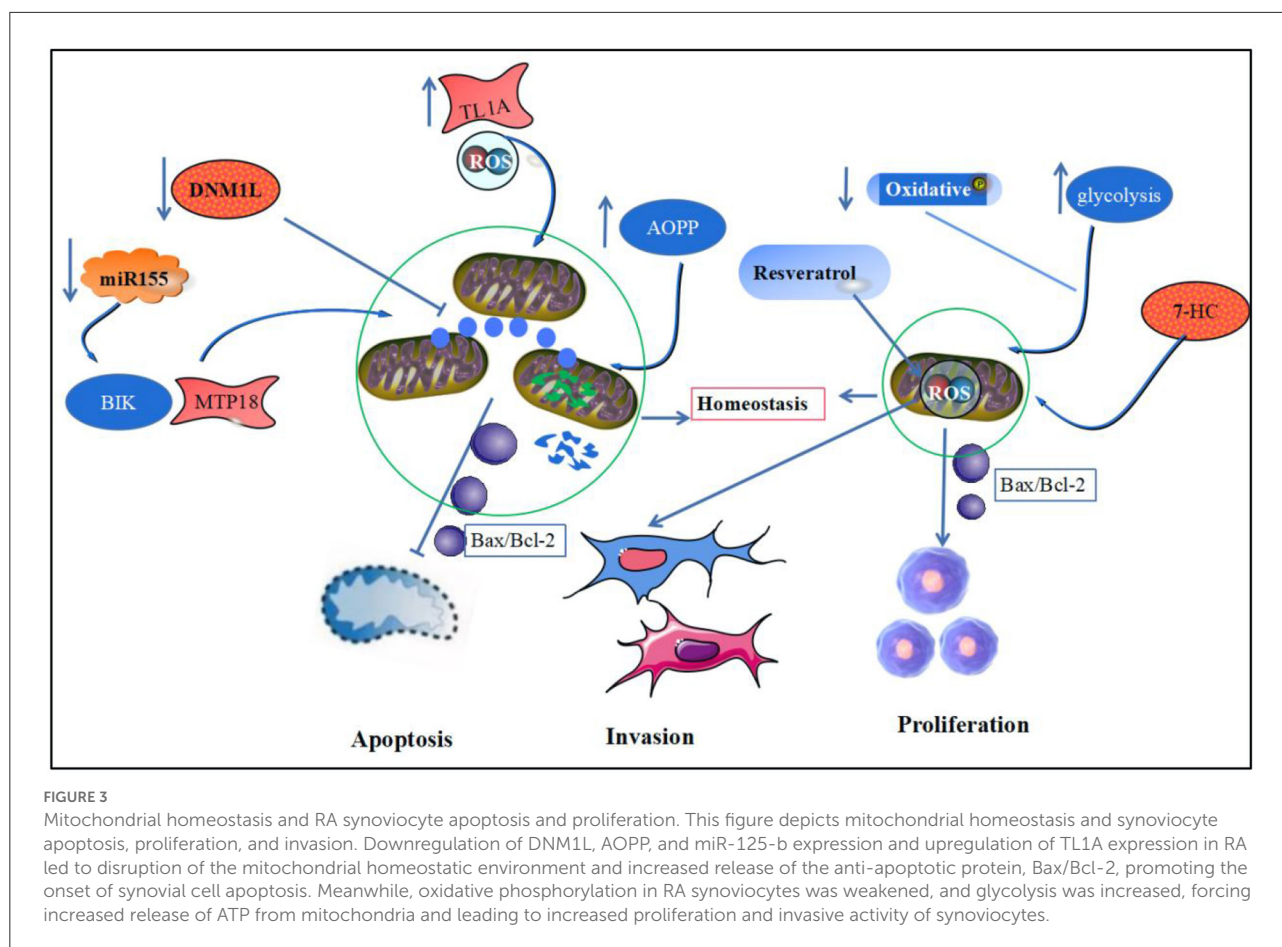 TL1A
ROS
DNM1L
miR155
BIK
MTP18
AOPP
Oxidative
P
glycolysis
Resveratrol
7-HC
ROS
Homeostasis
Bax/Bcl-2
Bax/Bcl-2
Apoptosis
Invasion
Proliferation
FIGURE 3
Mitochondrial homeostasis and RA synoviocyte apoptosis and proliferation. This figure depicts mitochondrial homeostasis and synoviocyte
apoptosis, proliferation, and invasion. Downregulation of DNM1L, AOPP, and miR-125-b expression and upregulation of TL1A expression in RA
led to disruption of the mitochondrial homeostatic environment and increased release of the anti-apoptotic protein, Bax/Bcl-2, promoting the
onset of synovial cell apoptosis. Meanwhile, oxidative phosphorylation in RA synoviocytes was weakened, and glycolysis was increased, forcing
increased release of ATP from mitochondria and leading to increased proliferation and invasive activity of synoviocytes.